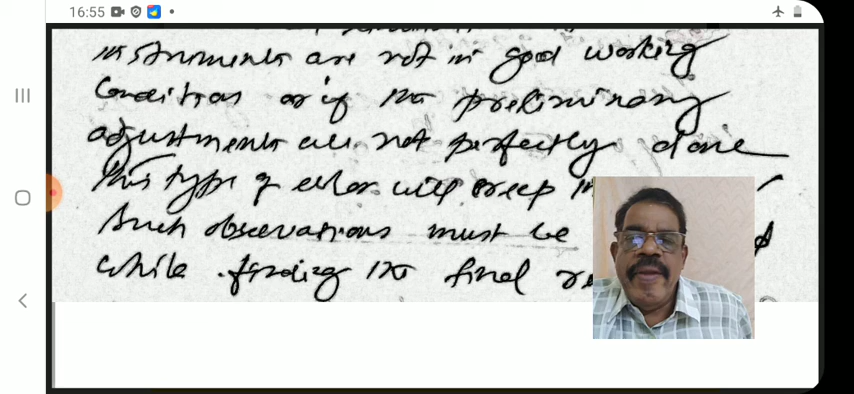 16:55
instruments are not in good working
Condition or if the preliminary
adjustments are not perfectly done
this type of error will creep in
Such observations must be
while finding the final